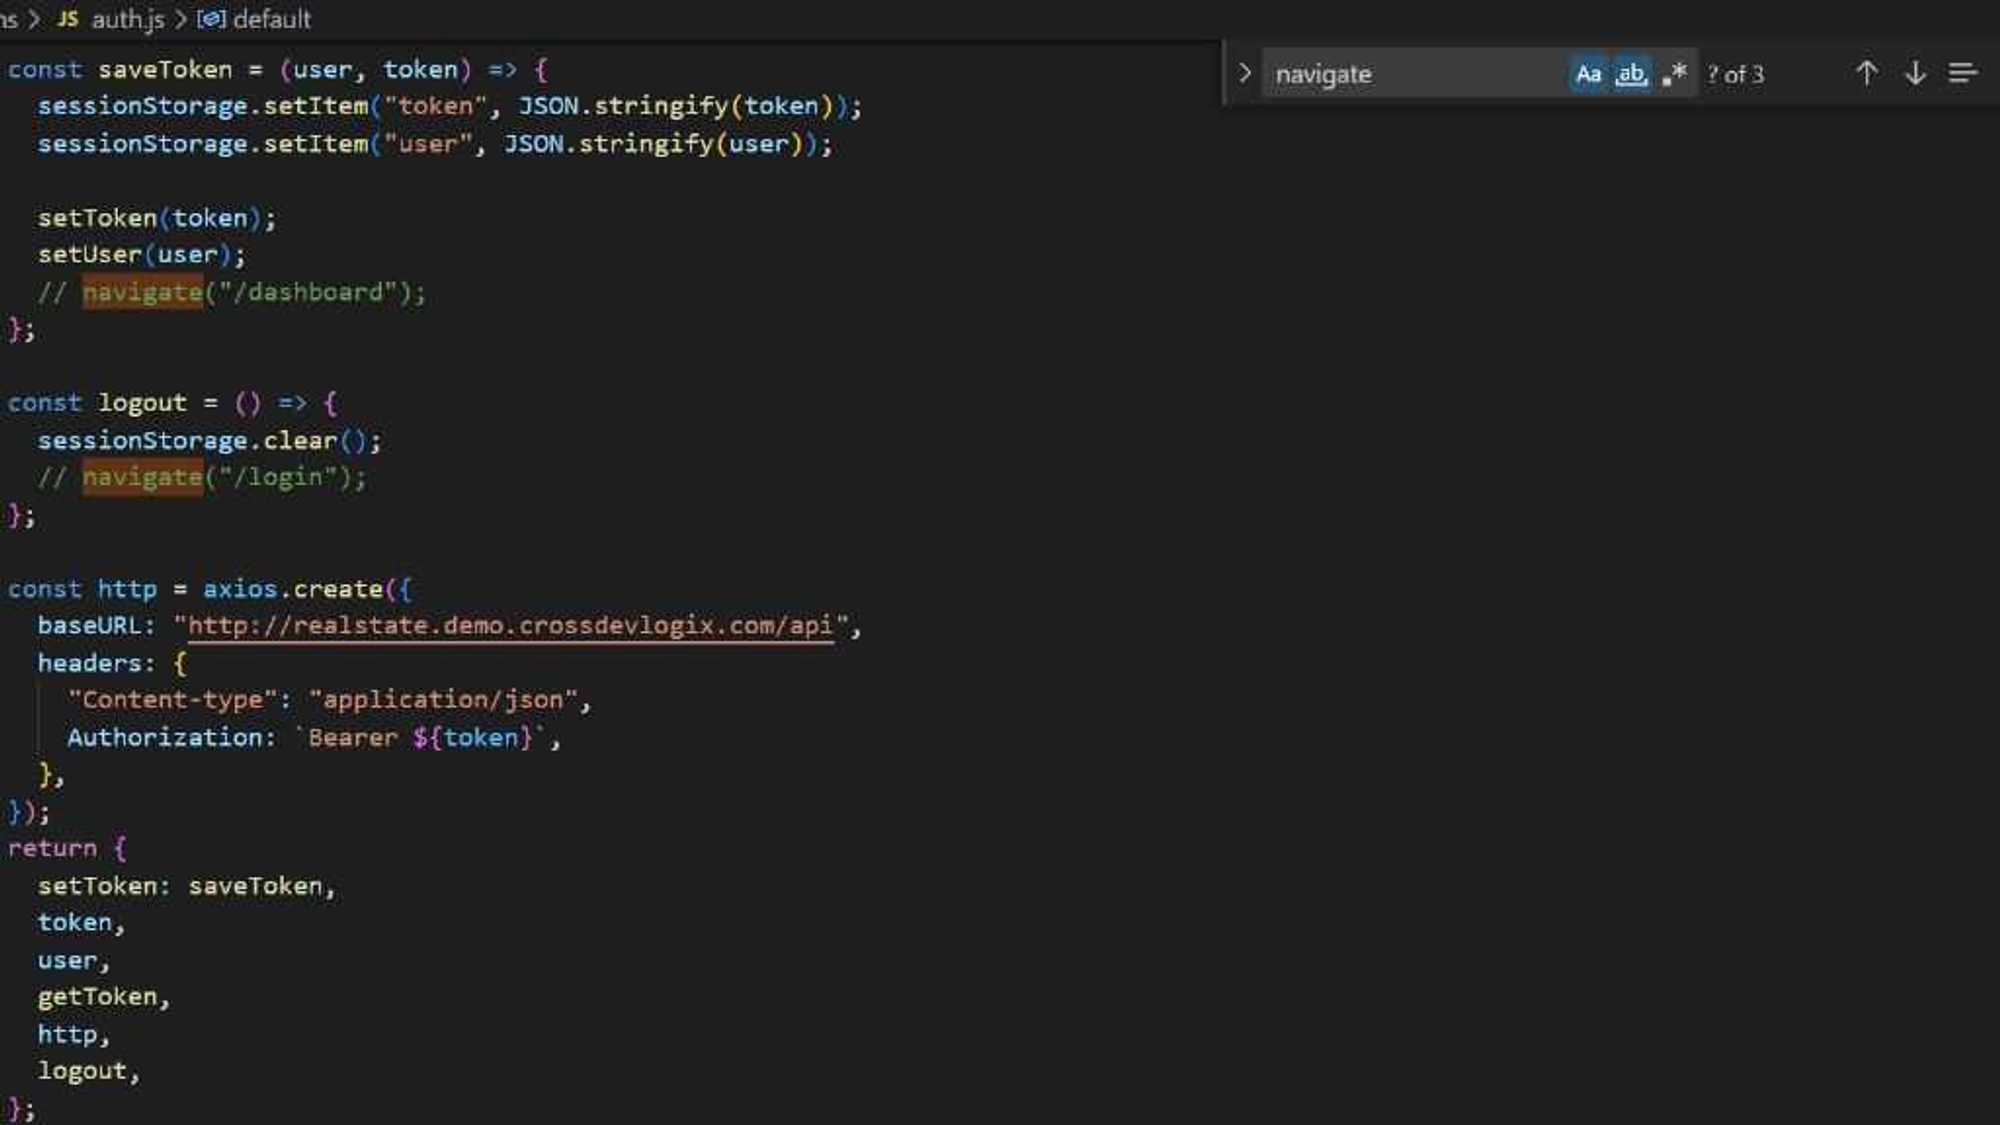 ns > JS auth.js > default
const saveToken = (user, token) => {
  sessionStorage.setItem("token", JSON.stringify(token));
  sessionStorage.setItem("user", JSON.stringify(user));
  setToken(token);
  setUser(user);
  // navigate("/dashboard");
};
const logout = () => {
  sessionStorage.clear();
  // navigate("/login");
};
const http = axios.create({
  baseURL: "http://realstate.demo.crossdevlogix.com/api",
  headers: {
    "Content-type": "application/json",
    Authorization: `Bearer ${token}`,
  },
});
return {
  setToken: saveToken,
  token,
  user,
  getToken,
  http,
  logout,
};
navigate Aa ab .* ? of 3